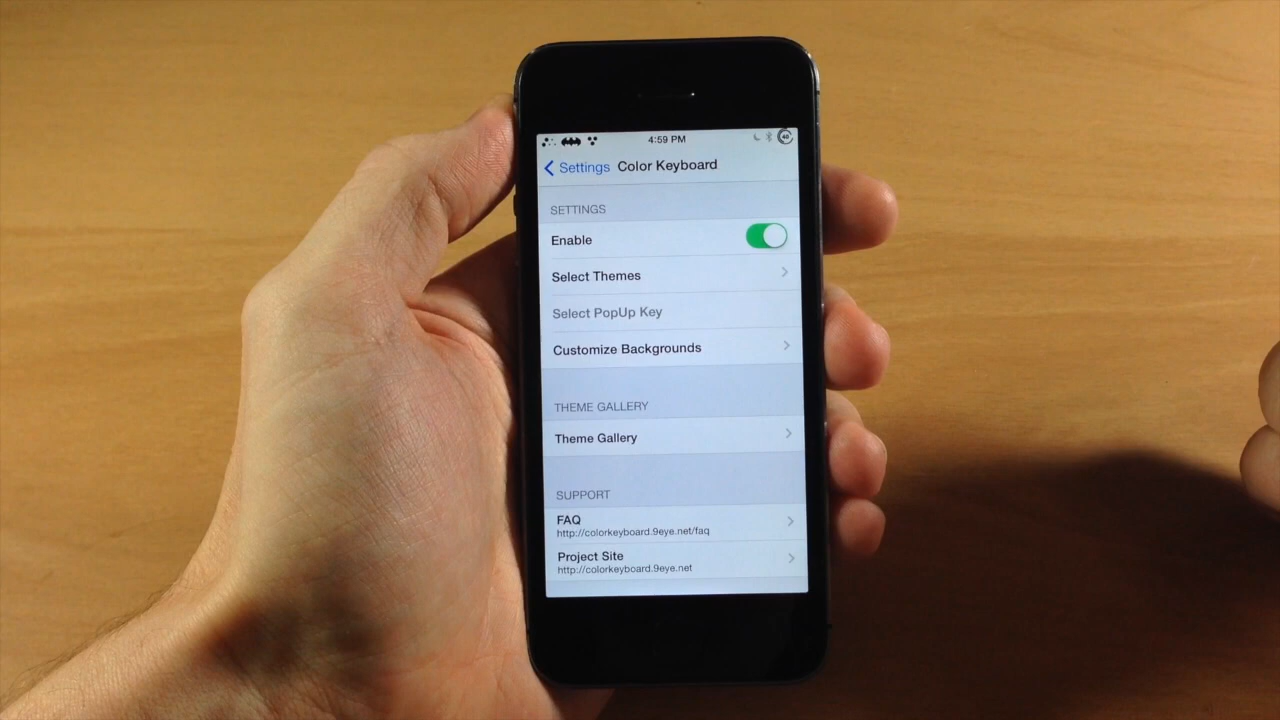 4:59 PM
40
Settings Color Keyboard
SETTINGS
Enable
Select Themes
Select PopUp Key
Customize Backgrounds
THEME GALLERY
Theme Gallery
SUPPORT
FAQ
http://colorkeyboard.9eye.net/faq
Project Site
http://colorkeyboard.9eye.net